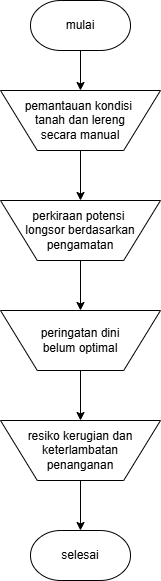 mulai
pemantauan kondisi
tanah dan lereng
secara manual
perkiraan potensi
longsor berdasarkan
pengamatan
peringatan dini
belum optimal
resiko kerugian dan
keterlambatan
penanganan
selesai